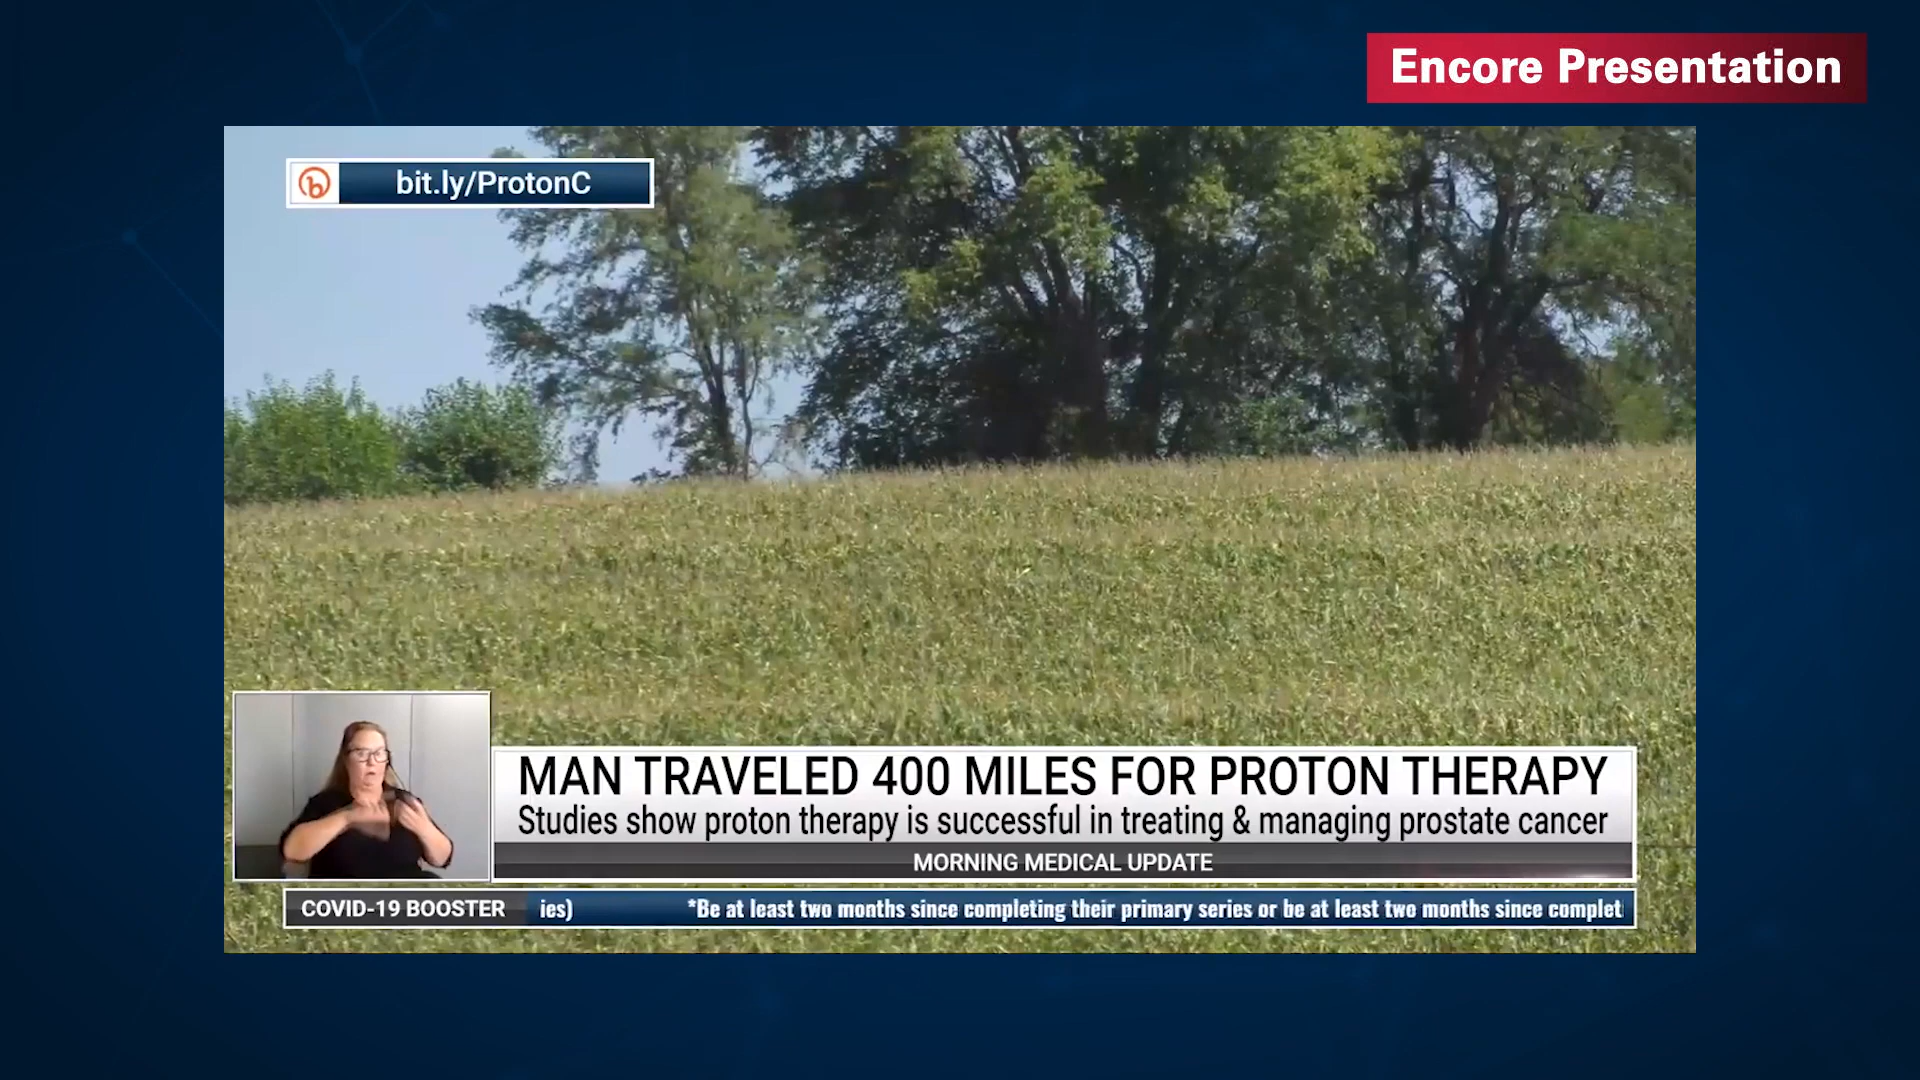 Encore Presentation
bit.ly/ProtonC
MAN TRAVELED 400 MILES FOR PROTON THERAPY
Studies show proton therapy is successful in treating & managing prostate cancer
MORNING MEDICAL UPDATE
COVID-19 BOOSTER ies) *Be at least two months since completing their primary series or be at least two months since complet